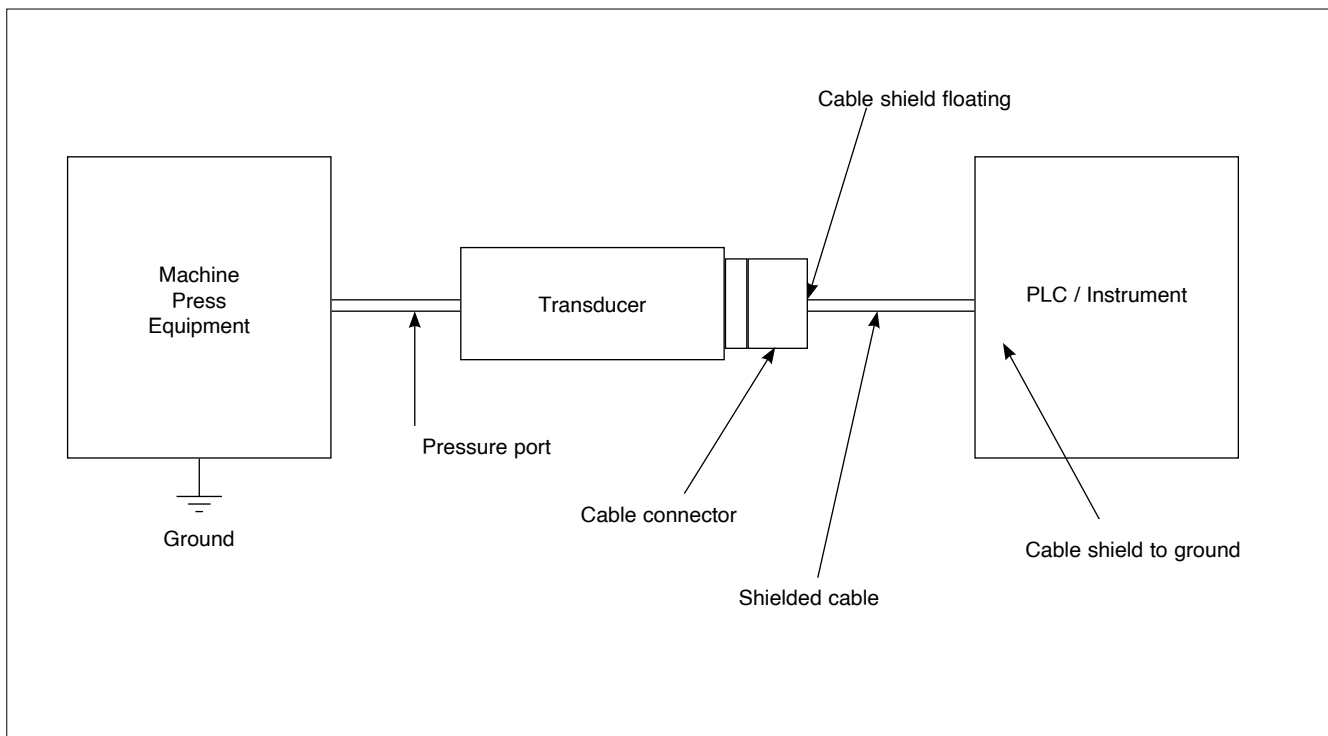 Cable shield floating
Machine
Press
Equipment
Transducer
PLC / Instrument
Pressure port
Cable connector
Ground
Cable shield to ground
Shielded cable